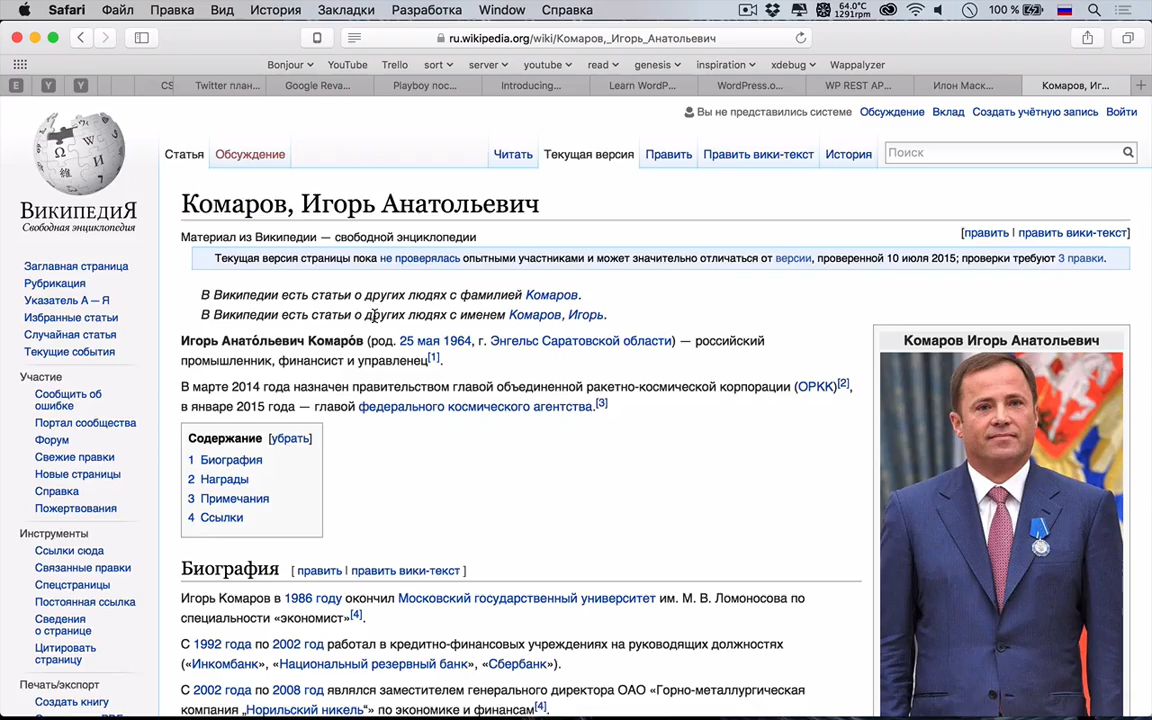 Safari Файл Правка Вид История Закладки Разработка Window Справка 64.0°C 1291rpm 100 %
ru.wikipedia.org/wiki/Комаров,_Игорь_Анатольевич
Bonjour YouTube Trello sort server youtube read genesis inspiration xdebug Wappalyzer
E Y Y CS Twitter план... Google Reva... Playboy пос... Introducing... Learn WordP... WordPress.o... WP REST AP... Илон Маск... Комаров, Иг...
Вы не представились системе Обсуждение Вклад Создать учётную запись Войти
Статья Обсуждение Читать Текущая версия Править Править вики-текст История Поиск
ВИКИПЕДИЯ
Свободная энциклопедия
Заглавная страница
Рубрикация
Указатель А — Я
Избранные статьи
Случайная статья
Текущие события
Участие
Сообщить об
ошибке
Портал сообщества
Форум
Свежие правки
Новые страницы
Справка
Пожертвования
Инструменты
Ссылки сюда
Связанные правки
Спецстраницы
Постоянная ссылка
Сведения
о странице
Цитировать
страницу
Печать/экспорт
Создать книгу
Комаров, Игорь Анатольевич
Материал из Википедии — свободной энциклопедии
[править | править вики-текст]
Текущая версия страницы пока не проверялась опытными участниками и может значительно отличаться от версии, проверенной 10 июля 2015; проверки требуют 3 правки.
В Википедии есть статьи о других людях с фамилией Комаров.
В Википедии есть статьи о других людях с именем Комаров, Игорь.
Игорь Анато́льевич Комаро́в (род. 25 мая 1964, г. Энгельс Саратовской области) — российский
промышленник, финансист и управленец[1].
В марте 2014 года назначен правительством главой объединенной ракетно-космической корпорации (ОРКК)[2],
в январе 2015 года — главой федерального космического агентства.[3]
Содержание [убрать]
1 Биография
2 Награды
3 Примечания
4 Ссылки
Биография [ править | править вики-текст ]
Игорь Комаров в 1986 году окончил Московский государственный университет им. М. В. Ломоносова по
специальности «экономист»[4].
С 1992 года по 2002 год работал в кредитно-финансовых учреждениях на руководящих должностях
(«Инкомбанк», «Национальный резервный банк», «Сбербанк»).
С 2002 года по 2008 год являлся заместителем генерального директора ОАО «Горно-металлургическая
компания „Норильский никель“» по экономике и финансам[4].
Комаров Игорь Анатольевич